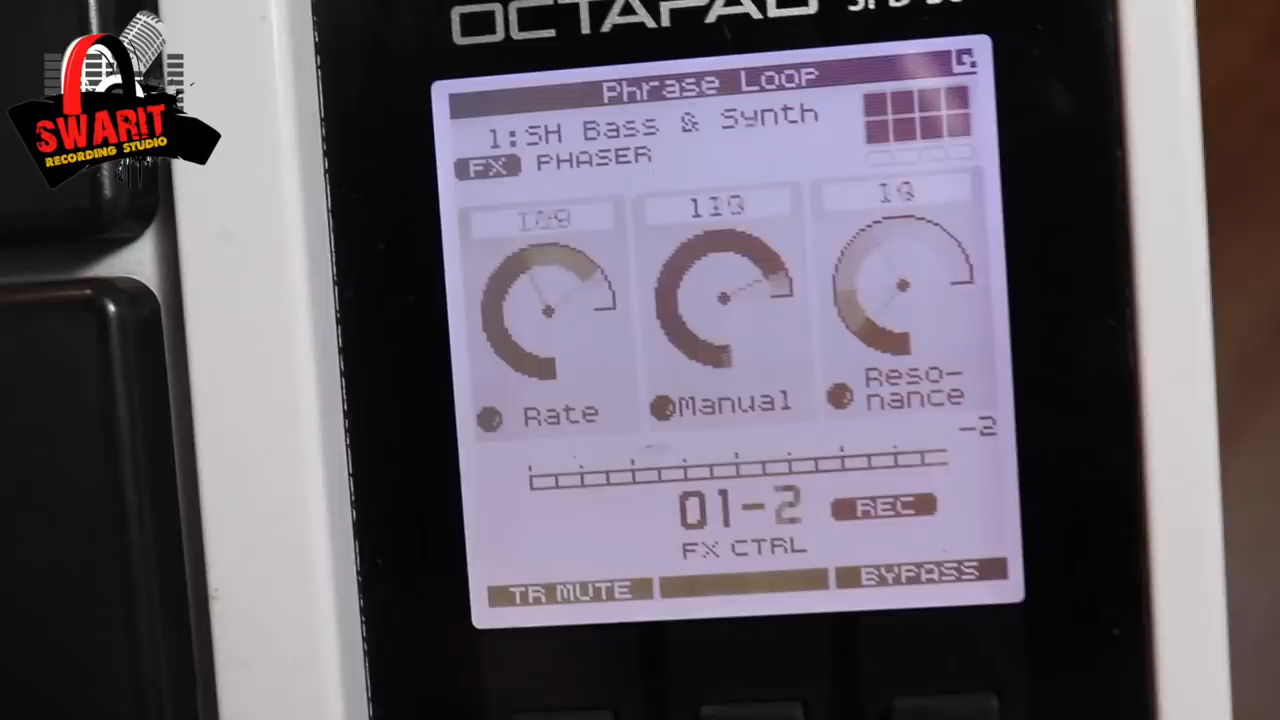 OCTAPAD
SWARIT
RECORDING STUDIO
Phrase Loop
1:SH Bass & Synth
FX PHASER
Rate
Manual
Reso-
nance
-2
01-2 REC
FX CTRL
TR MUTE
BYPASS